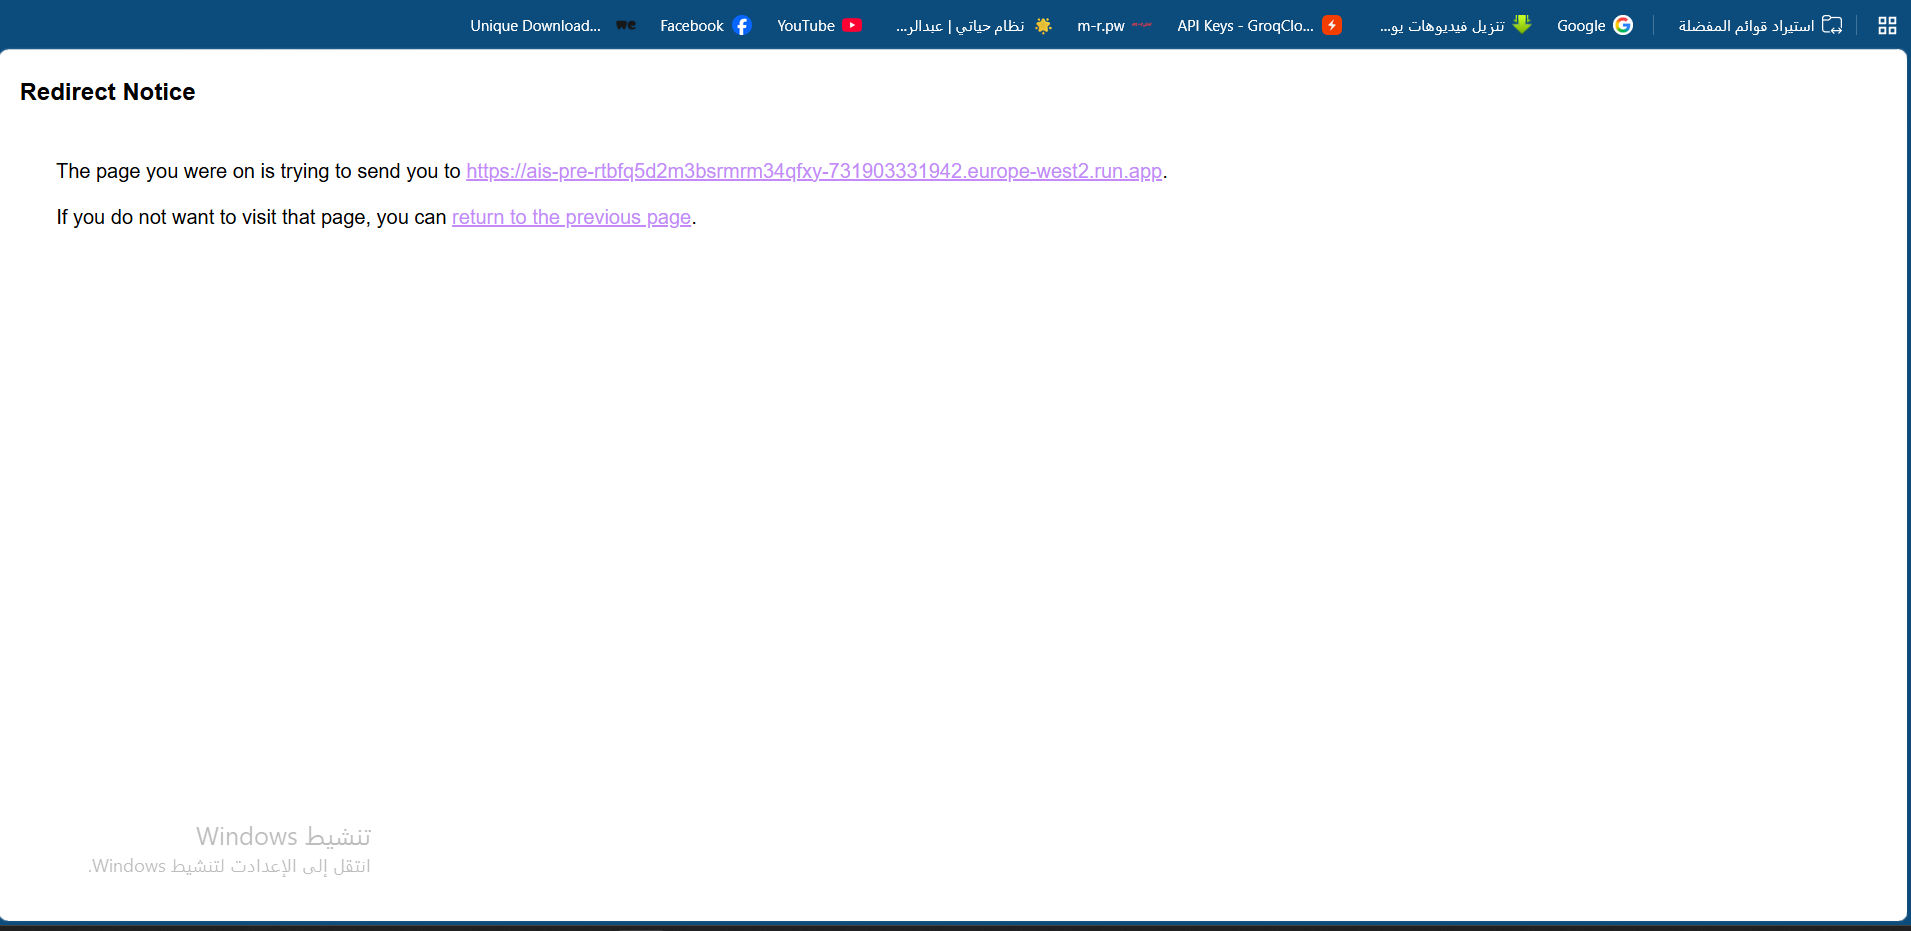 Unique Download...
Facebook
YouTube
نظام حياتي | عبدالر...
m-r.pw
API Keys - GroqClo...
تنزيل فيديوهات يو...
Google
استيراد قوائم المفضلة
Redirect Notice
The page you were on is trying to send you to https://ais-pre-rtbfq5d2m3bsrmrm34qfxy-731903331942.europe-west2.run.app.
If you do not want to visit that page, you can return to the previous page.
تنشيط Windows
انتقل إلى الإعدادت لتنشيط Windows.